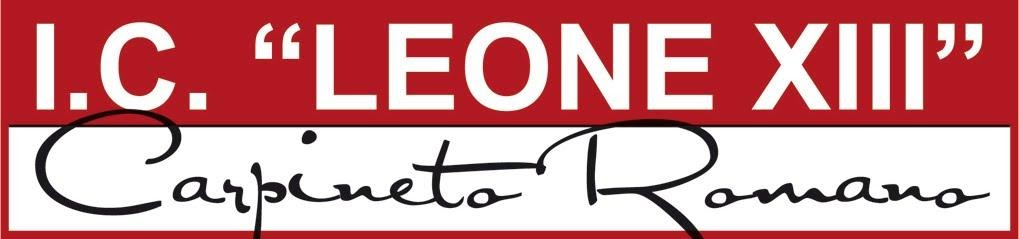 I.C. “LEONE XIII”
Carpineto Romano